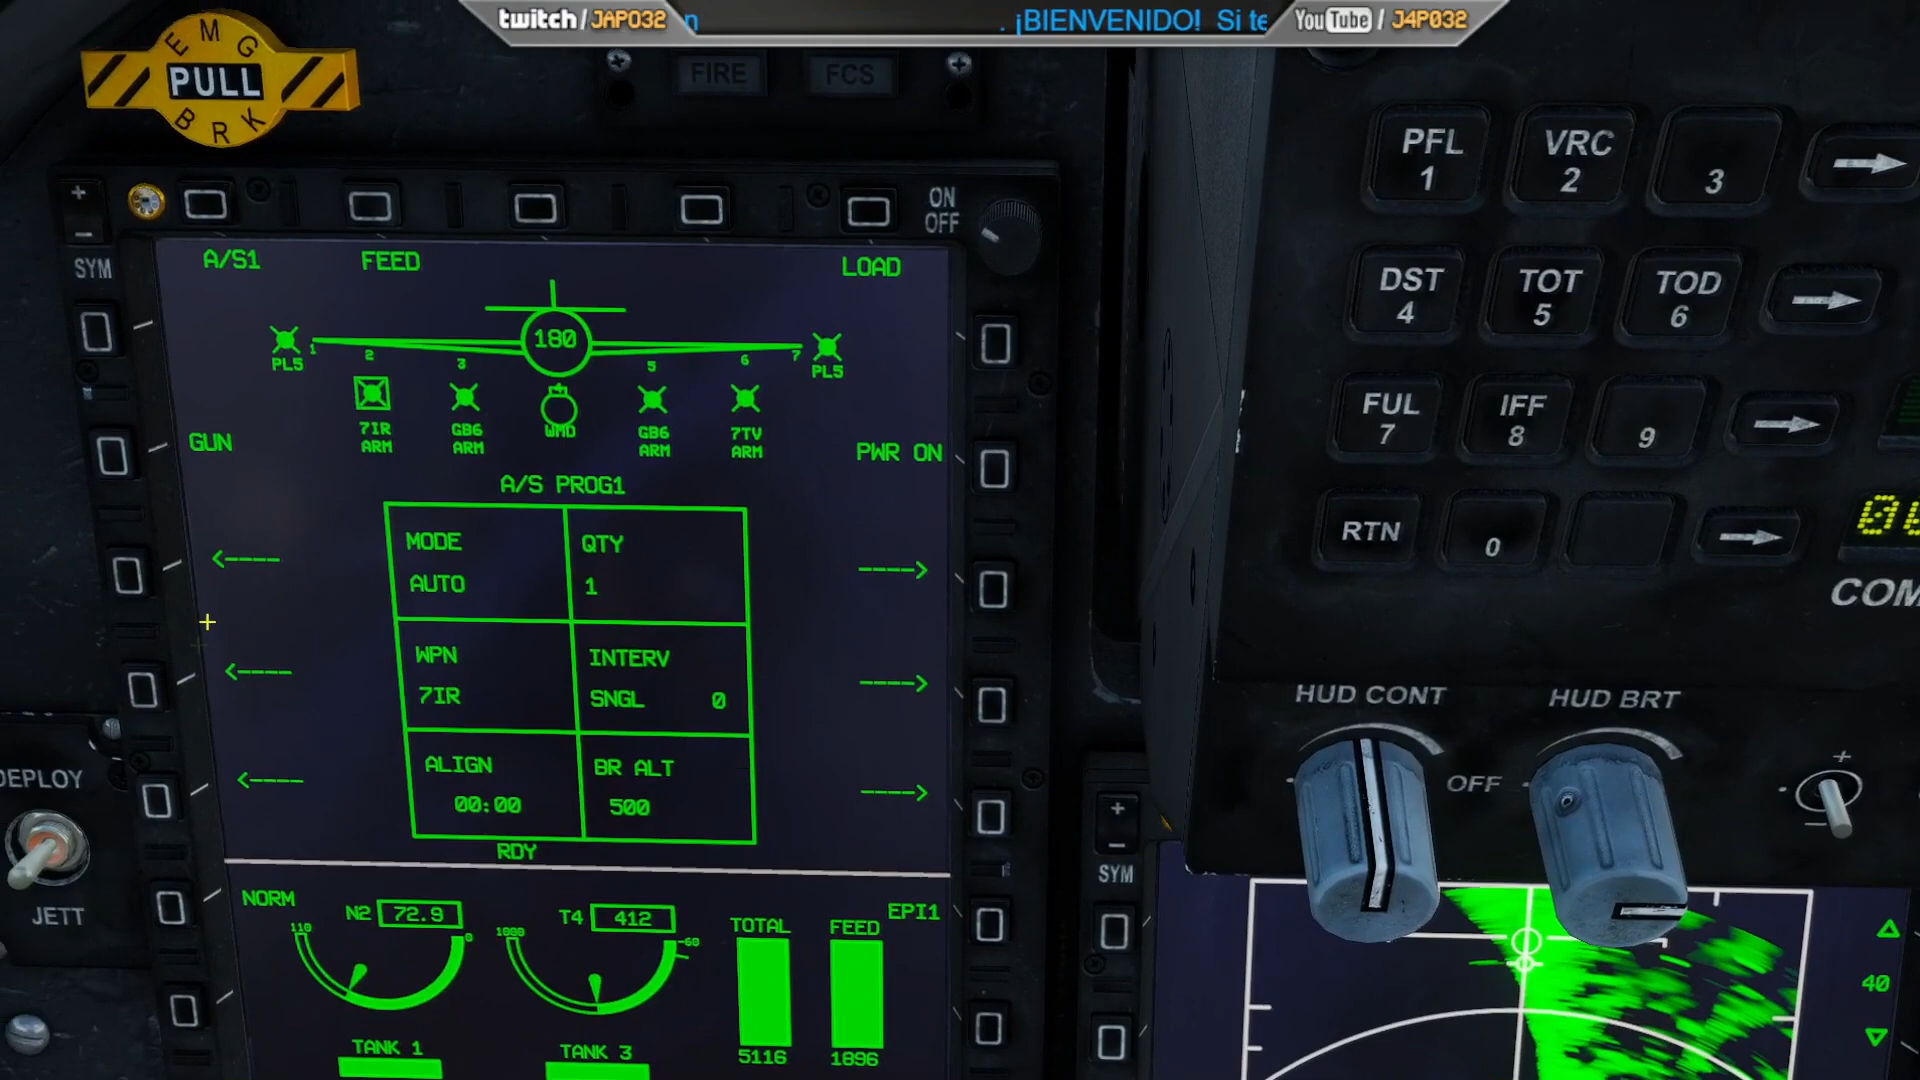 twitch / JAPO32
n . ¡BIENVENIDO! Si te
YouTube / J4P032
EMG
PULL
BRK
FIRE
FCS
ON
OFF
+
−
SYM
A/S1 FEED LOAD
180
1 2 3 5 6 7
PL5 PL5
7IR GB6 WMD GB6 7TV
ARM ARM ARM ARM
GUN PWR ON
A/S PROG1
MODE QTY
AUTO 1
WPN INTERV
7IR SNGL 0
ALIGN BR ALT
00:00 500
RDY
NORM N2 72.9 T4 412 TOTAL FEED EPI1
110 0 1000 -60
5116 1896
TANK 1 TANK 3
DEPLOY
JETT
PFL 1
VRC 2
3
DST 4
TOT 5
TOD 6
FUL 7
IFF 8
9
RTN
0
COM
HUD CONT
HUD BRT
OFF
+
−
+
−
SYM
40